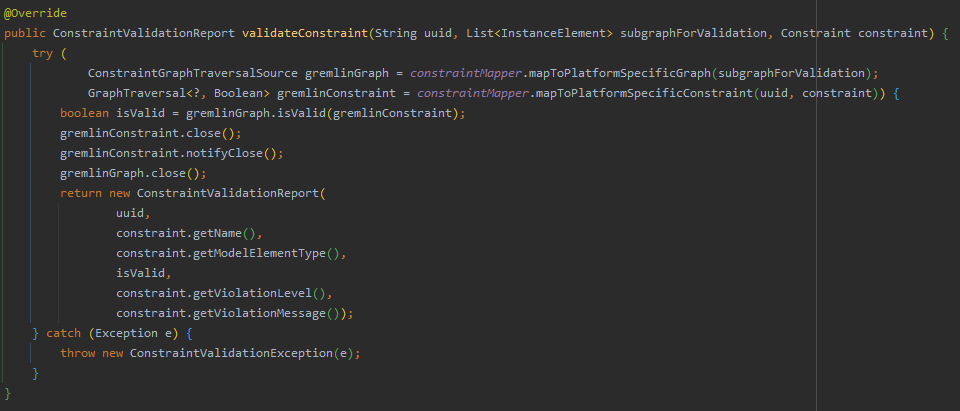 @Override
public ConstraintValidationReport validateConstraint(String uuid, List<InstanceElement> subgraphForValidation, Constraint constraint) {
    try (
            ConstraintGraphTraversalSource gremlinGraph = constraintMapper.mapToPlatformSpecificGraph(subgraphForValidation);
            GraphTraversal<?, Boolean> gremlinConstraint = constraintMapper.mapToPlatformSpecificConstraint(uuid, constraint)) {
        boolean isValid = gremlinGraph.isValid(gremlinConstraint);
        gremlinConstraint.close();
        gremlinConstraint.notifyClose();
        gremlinGraph.close();
        return new ConstraintValidationReport(
                uuid,
                constraint.getName(),
                constraint.getModelElementType(),
                isValid,
                constraint.getViolationLevel(),
                constraint.getViolationMessage());
    } catch (Exception e) {
        throw new ConstraintValidationException(e);
    }
}